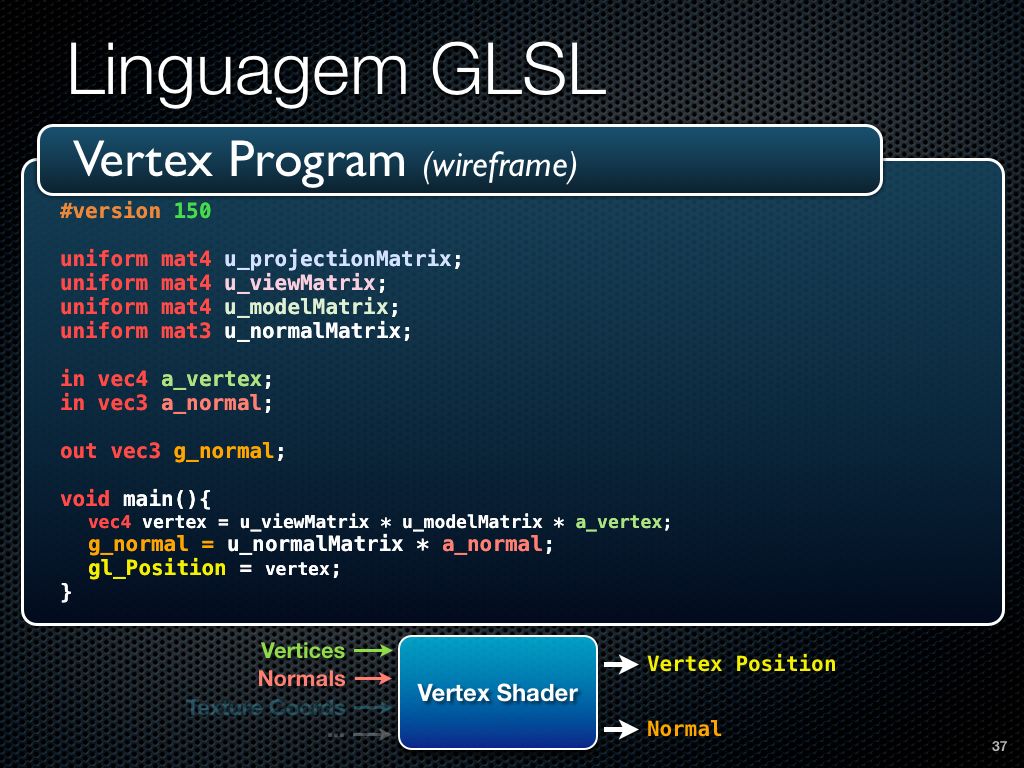 Linguagem GLSL
Vertex Program (wireframe)
#version 150
uniform mat4 u_projectionMatrix;
uniform mat4 u_viewMatrix;
uniform mat4 u_modelMatrix;
uniform mat3 u_normalMatrix;
in vec4 a_vertex;
in vec3 a_normal;
out vec3 g_normal;
void main(){
vec4 vertex = u_viewMatrix * u_modelMatrix * a_vertex;
g_normal = u_normalMatrix * a_normal;
gl_Position = vertex;
}
Vertices
Normals
Texture Coords
...
Vertex Shader
Vertex Position
Normal
37